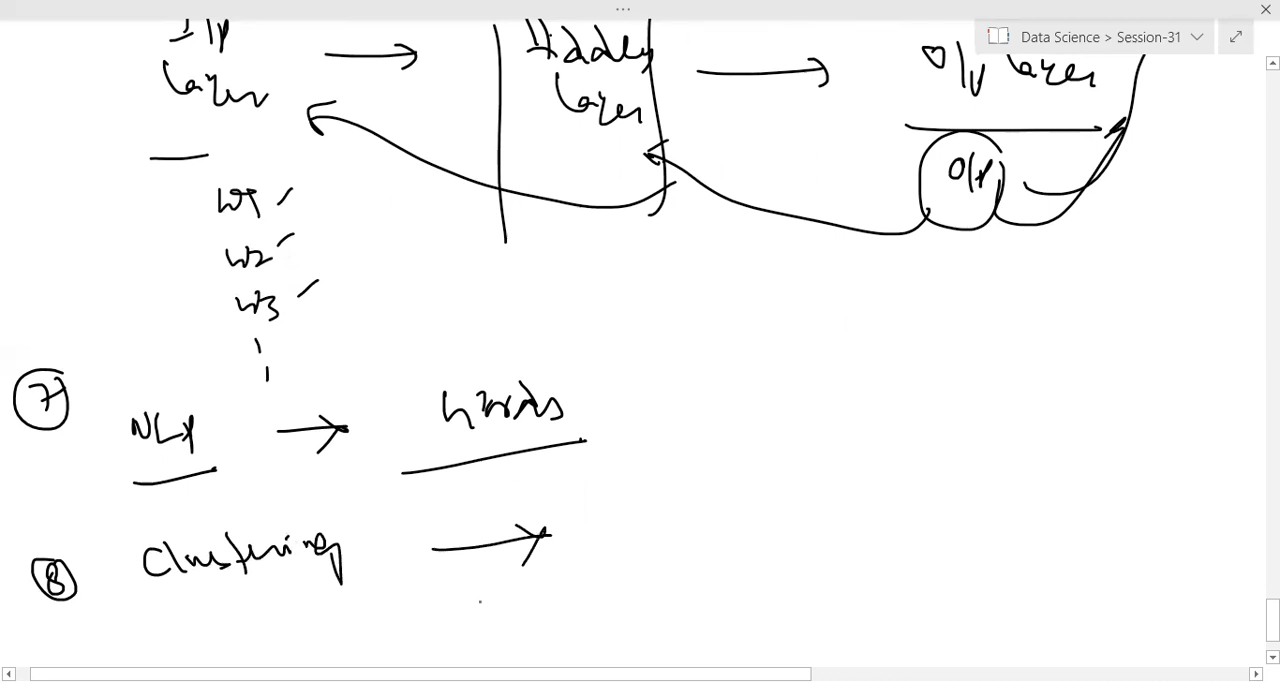 Data Science > Session-31
I/P Layer → Hidden Layer → O/P Layer
O/P
W1
W2
W3
7 NLP → Words
8 Clustering →